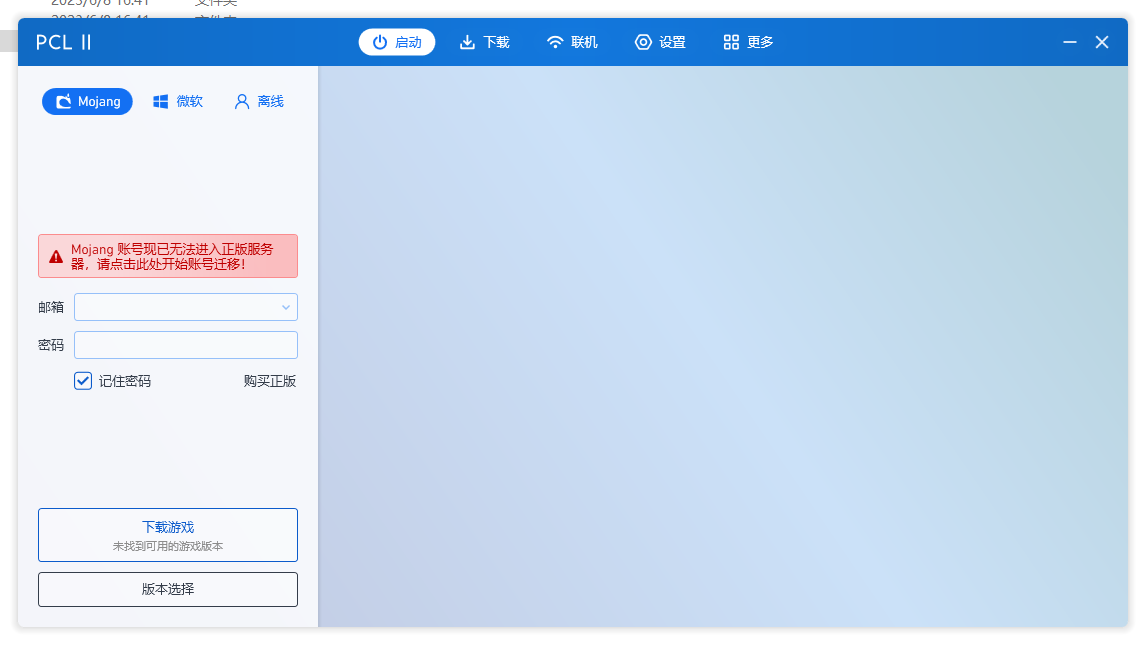 2023/6/8 16:41 文件夹
2023/6/8 16:41
PCL II
启动 下载 联机 设置 更多
Mojang 微软 离线
Mojang 账号现已无法进入正版服务
器，请点击此处开始账号迁移！
邮箱
密码
记住密码 购买正版
下载游戏
未找到可用的游戏版本
版本选择